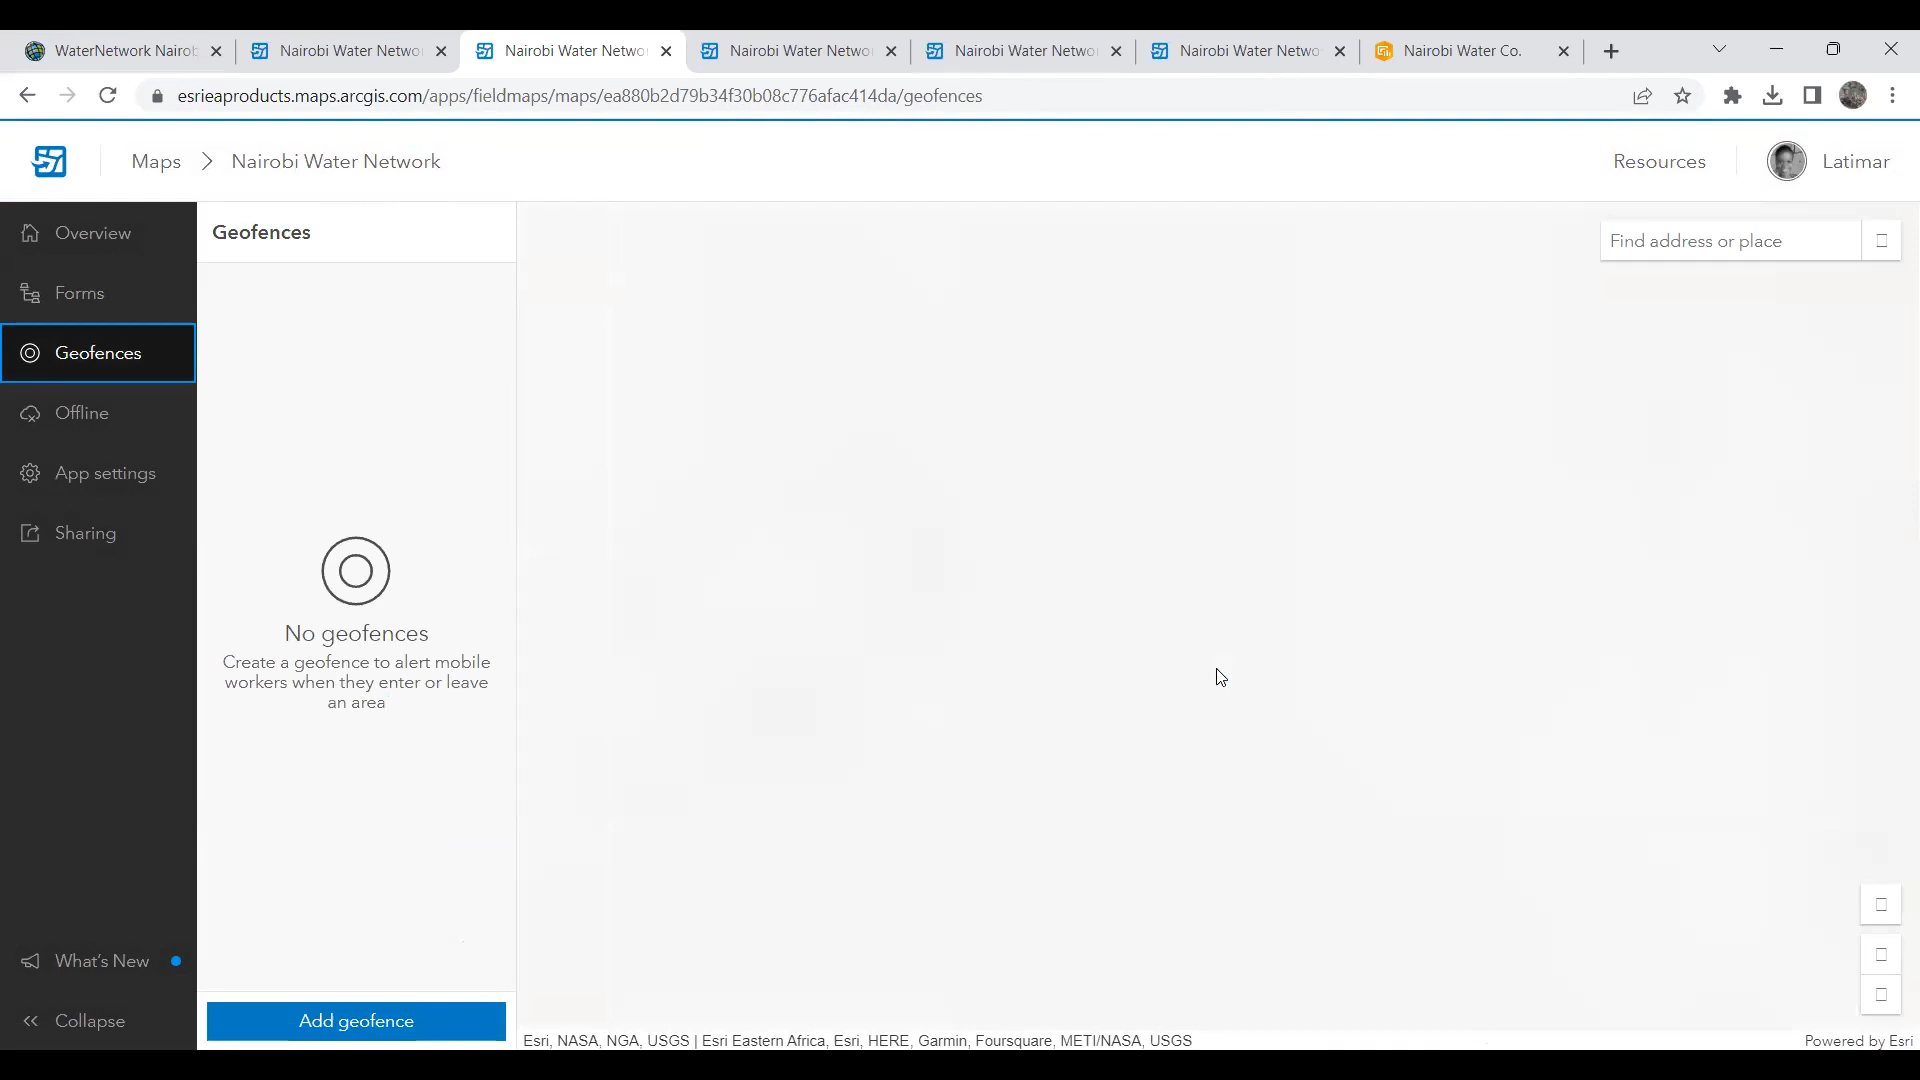 WaterNetwork Nairob
Nairobi Water Netwo
Nairobi Water Netwo
Nairobi Water Netwo
Nairobi Water Netwo
Nairobi Water Netwo
Nairobi Water Co.
esrieaproducts.maps.arcgis.com/apps/fieldmaps/maps/ea880b2d79b34f30b08c776afac414da/geofences
Maps > Nairobi Water Network
Resources
Latimar
Overview
Forms
Geofences
Offline
App settings
Sharing
What's New
Collapse
Geofences
No geofences
Create a geofence to alert mobile
workers when they enter or leave
an area
Add geofence
Find address or place
Esri, NASA, NGA, USGS | Esri Eastern Africa, Esri, HERE, Garmin, Foursquare, METI/NASA, USGS
Powered by Esri